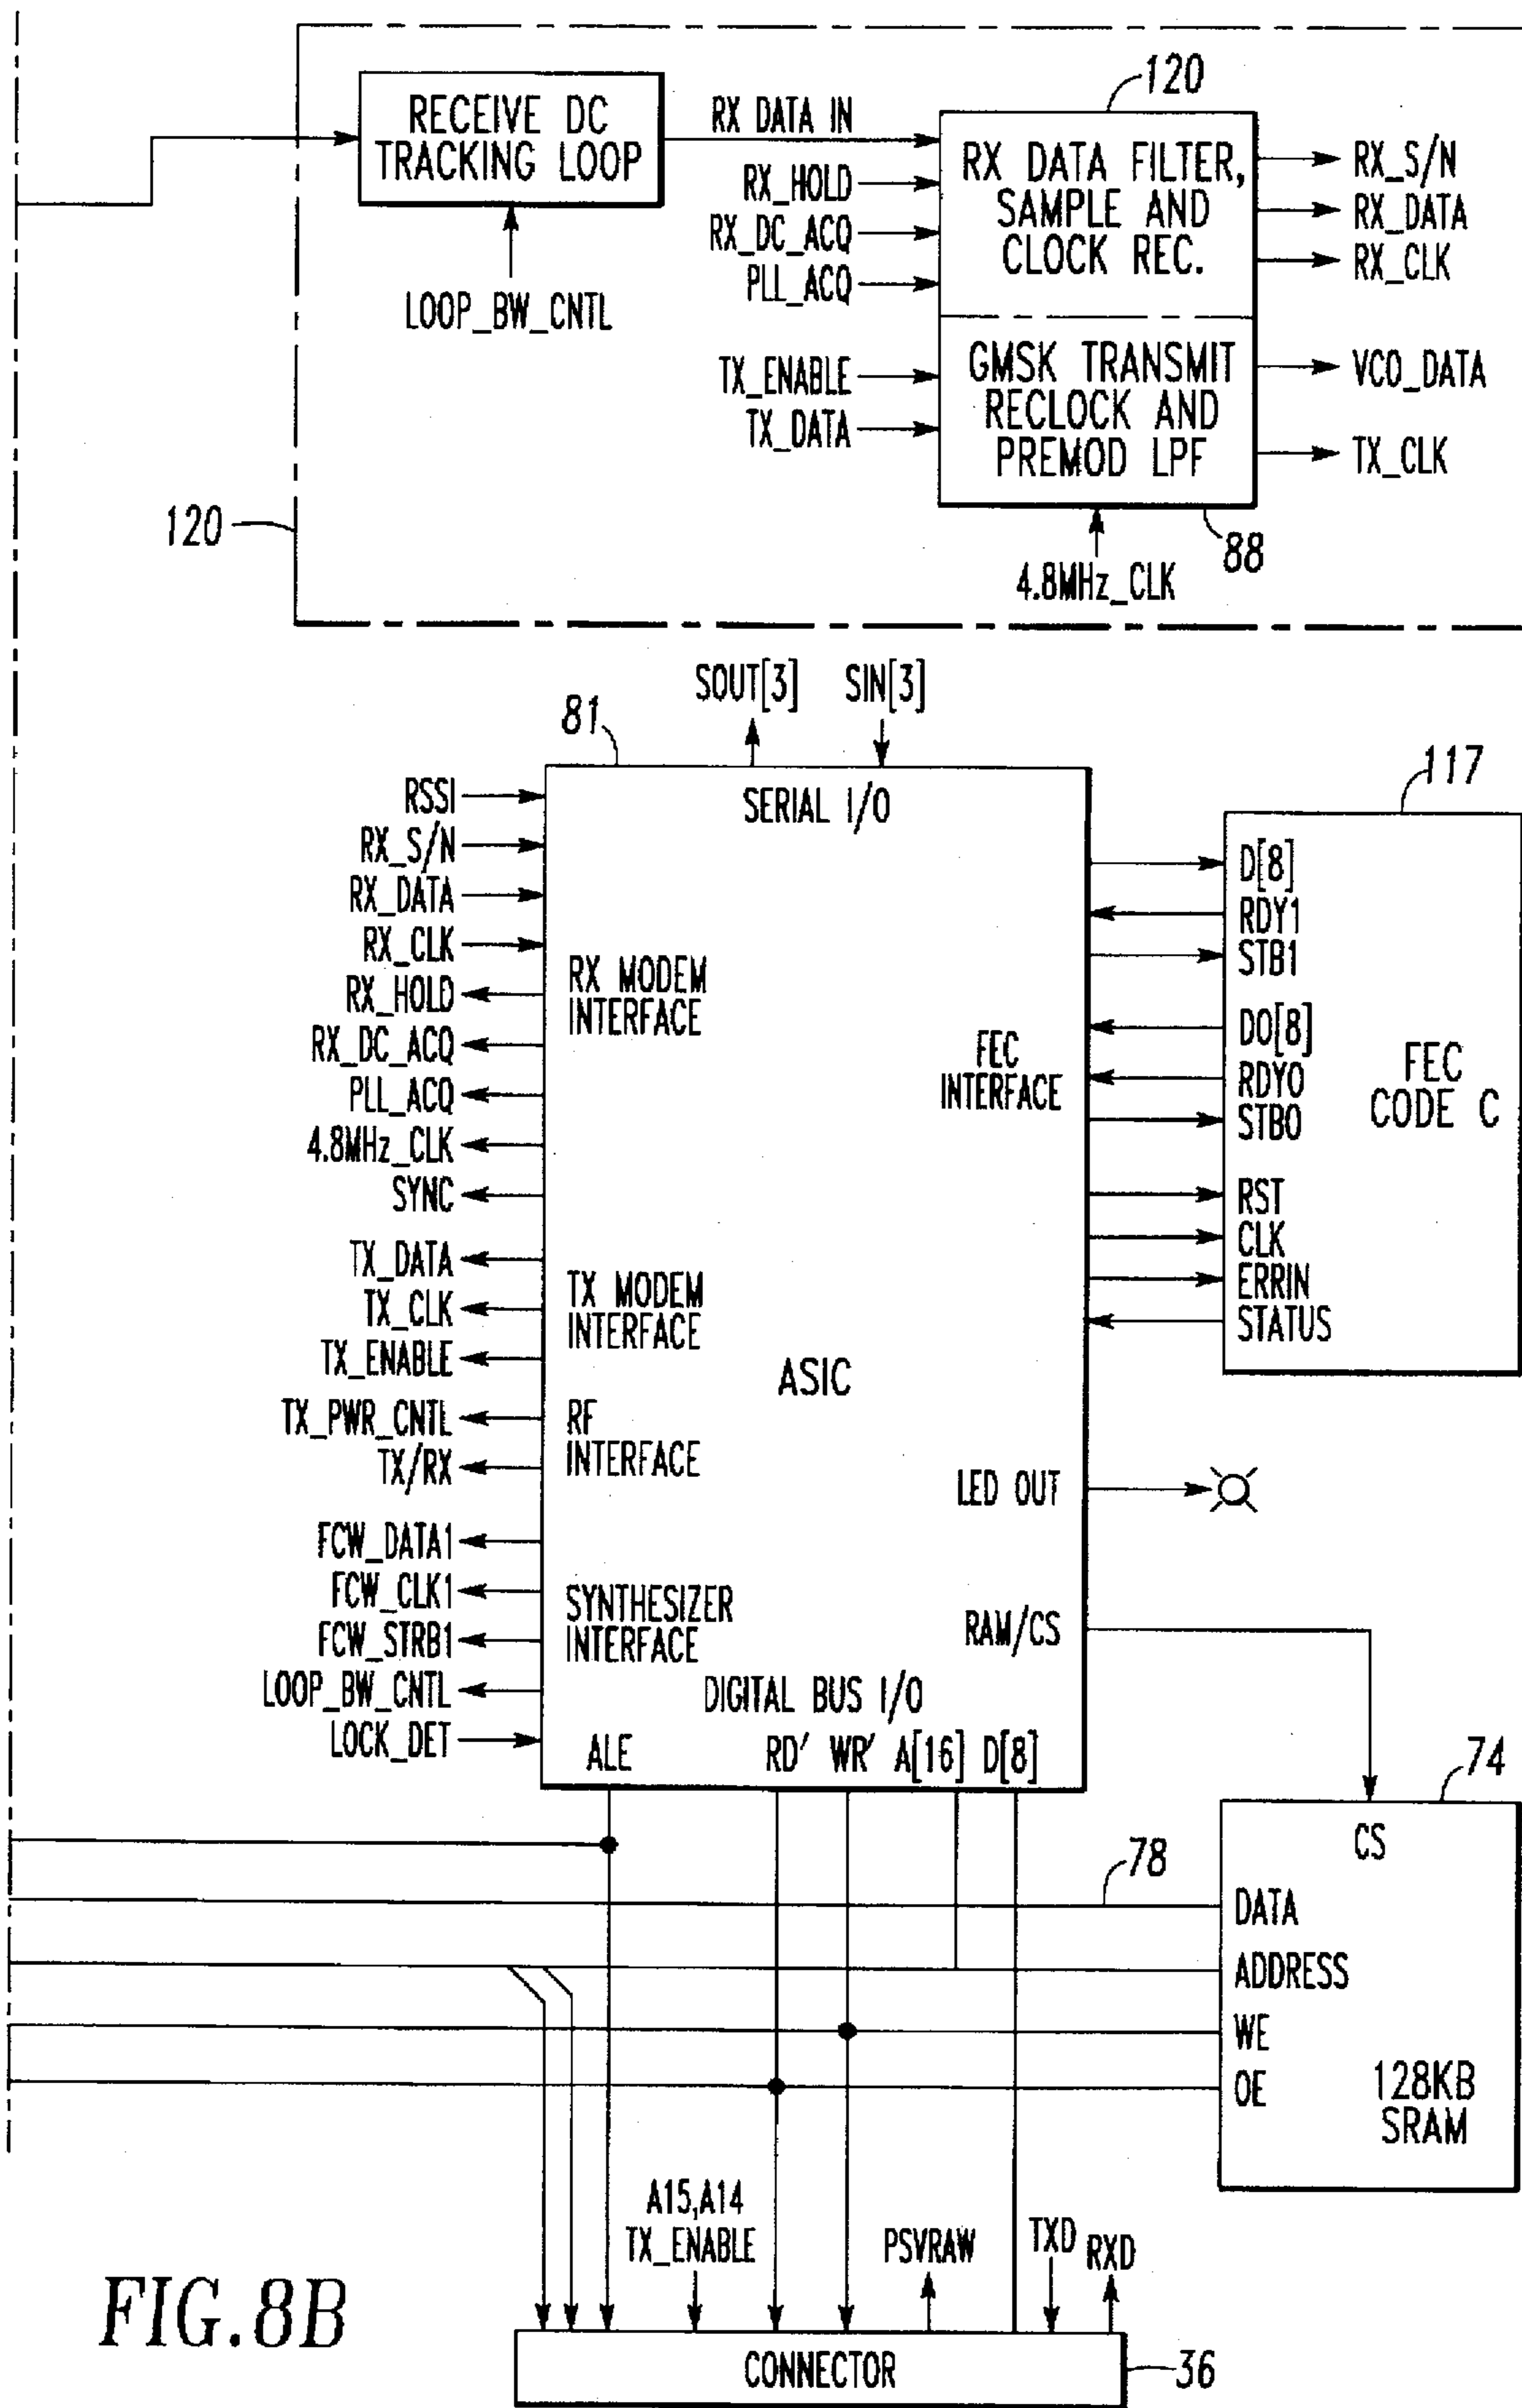 120
RECEIVE DC
TRACKING LOOP
LOOP_BW_CNTL
RX DATA IN
RX_HOLD
RX_DC_ACQ
PLL_ACQ
TX_ENABLE
TX_DATA
RX DATA FILTER,
SAMPLE AND
CLOCK REC.
GMSK TRANSMIT
RECLOCK AND
PREMOD LPF
RX_S/N
RX_DATA
RX_CLK
VCO_DATA
TX_CLK
120
88
4.8MHz_CLK
SOUT[3]
SIN[3]
81
117
SERIAL I/O
RSSI
RX_S/N
RX_DATA
RX_CLK
RX_HOLD
RX_DC_ACQ
PLL_ACQ
4.8MHz_CLK
SYNC
TX_DATA
TX_CLK
TX_ENABLE
TX_PWR_CNTL
TX/RX
FCW_DATA1
FCW_CLK1
FCW_STRB1
LOOP_BW_CNTL
LOCK_DET
RX MODEM
INTERFACE
TX MODEM
INTERFACE
ASIC
RF
INTERFACE
SYNTHESIZER
INTERFACE
FEC
INTERFACE
LED OUT
RAM/CS
DIGITAL BUS I/O
ALE
RD' WR' A[16] D[8]
D[8]
RDY1
STB1
DO[8]
RDYO
STBO
RST
CLK
ERRIN
STATUS
FEC
CODE C
74
78
CS
DATA
ADDRESS
WE
OE
128KB
SRAM
A15,A14
TX_ENABLE
PSVRAW
TXD
RXD
CONNECTOR
36
FIG.8B